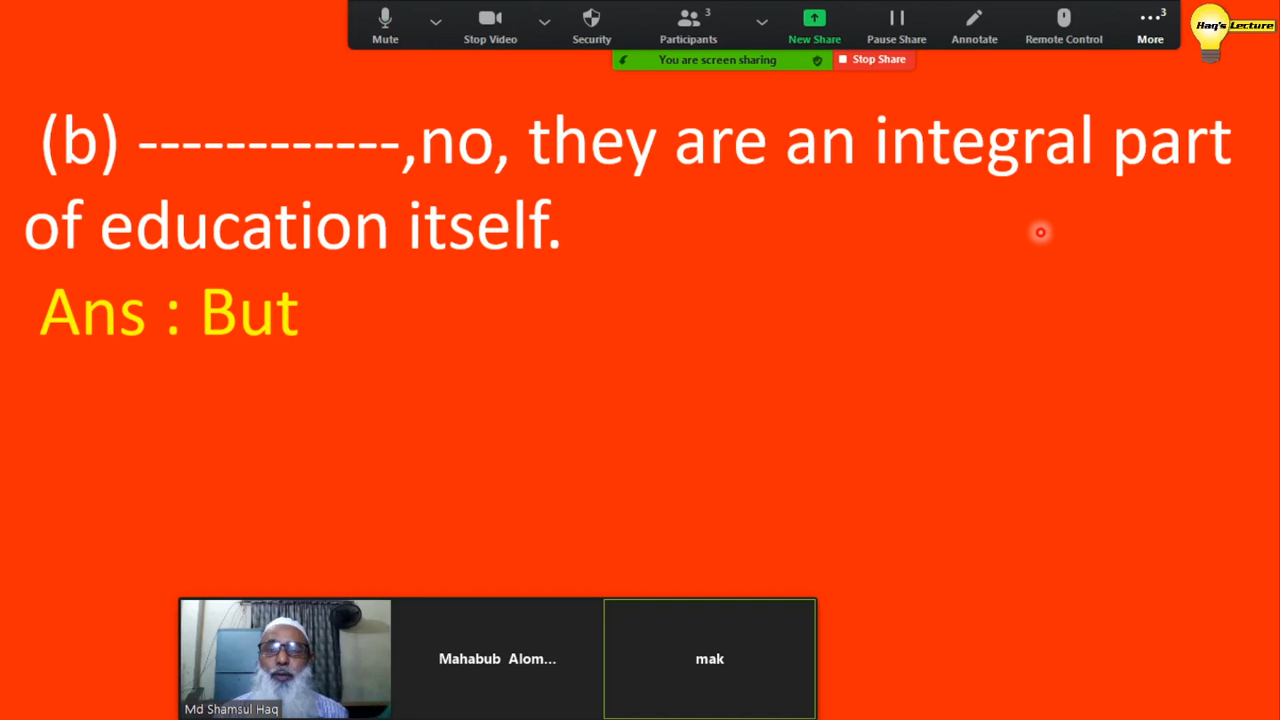 Mute
Stop Video
Security
Participants
3
New Share
Pause Share
Annotate
Remote Control
More
3
Haq's Lecture
You are screen sharing
Stop Share
(b) ------------,no, they are an integral part
of education itself.
Ans : But
Md Shamsul Haq
Mahabub Alom...
mak